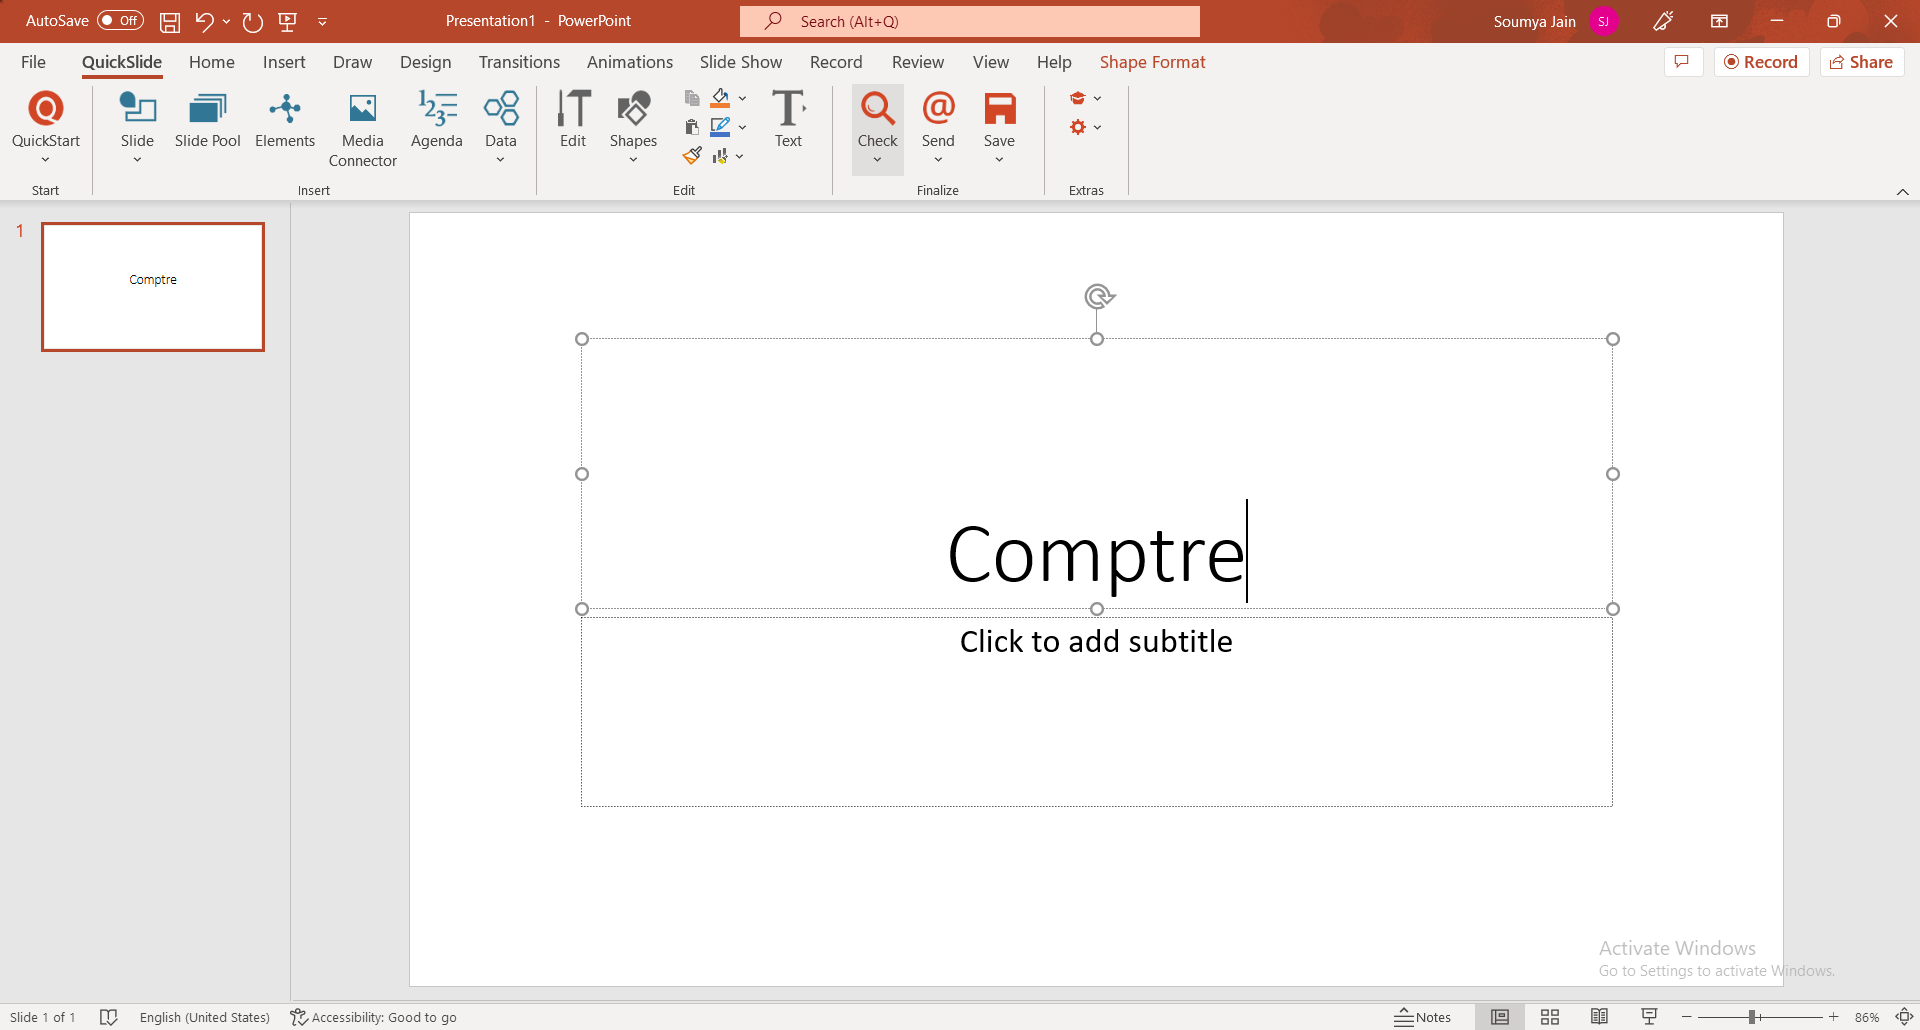 AutoSave Off Presentation1 - PowerPoint Search (Alt+Q) Soumya Jain SJ
File QuickSlide Home Insert Draw Design Transitions Animations Slide Show Record Review View Help Shape Format Record Share
QuickStart Slide Slide Pool Elements Media Connector Agenda Data Edit Shapes Text Check Send Save
Start Insert Edit Finalize Extras
1
Comptre
Comptre
Click to add subtitle
Activate Windows
Go to Settings to activate Windows.
Slide 1 of 1 English (United States) Accessibility: Good to go Notes 86%